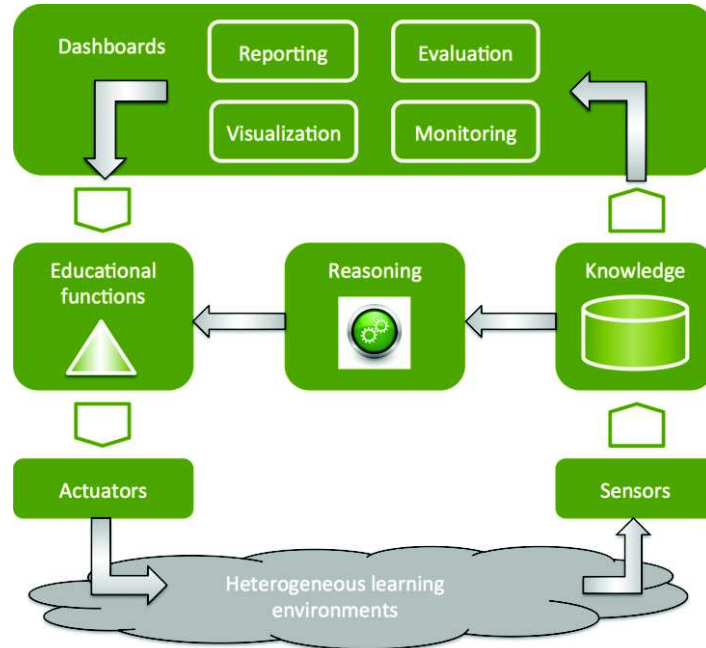 Dashboards
Reporting
Evaluation
Visualization
Monitoring
Educational
functions
Reasoning
Knowledge
Actuators
Sensors
Heterogeneous learning
environments